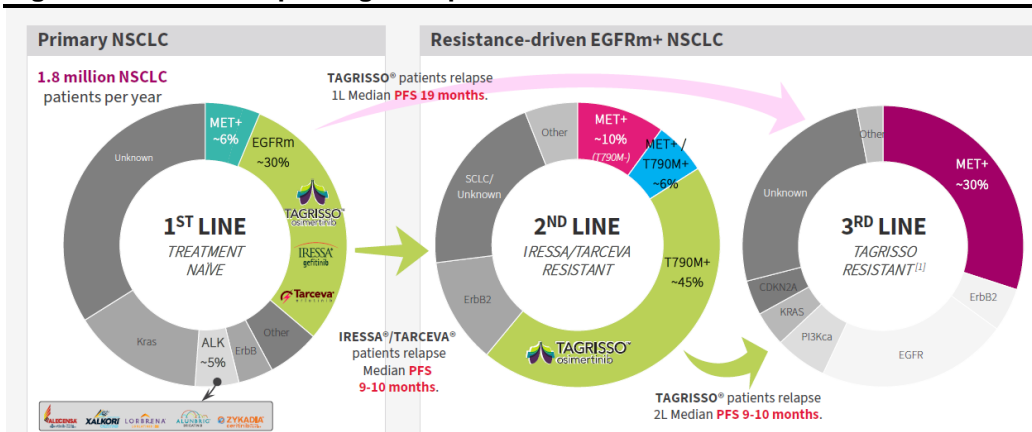 Primary NSCLC
Resistance-driven EGFRm+ NSCLC
1.8 million NSCLC
patients per year
TAGRISSO® patients relapse
1L Median PFS 19 months.
MET+
~6%
EGFRm
~30%
Unknown
TAGRISSO™
osimertinib
IRESSA®
gefitinib
Tarceva®
erlotinib
1ST LINE
TREATMENT
NAÏVE
Kras
ALK
~5%
ErbB
Other
ALECENSA
XALKORI
LORBRENA
ALUNBRIG
ZYKADIA
IRESSA®/TARCEVA®
patients relapse
Median PFS
9-10 months.
Other
MET+
~10%
(T790M-)
MET+ /
T790M+
~6%
SCLC/
Unknown
2ND LINE
IRESSA/TARCEVA
RESISTANT
T790M+
~45%
ErbB2
TAGRISSO™
osimertinib
TAGRISSO® patients relapse
2L Median PFS 9-10 months.
Other
MET+
~30%
Unknown
3RD LINE
TAGRISSO
RESISTANT[1]
CDKN2A
KRAS
PI3Kca
EGFR
ErbB2